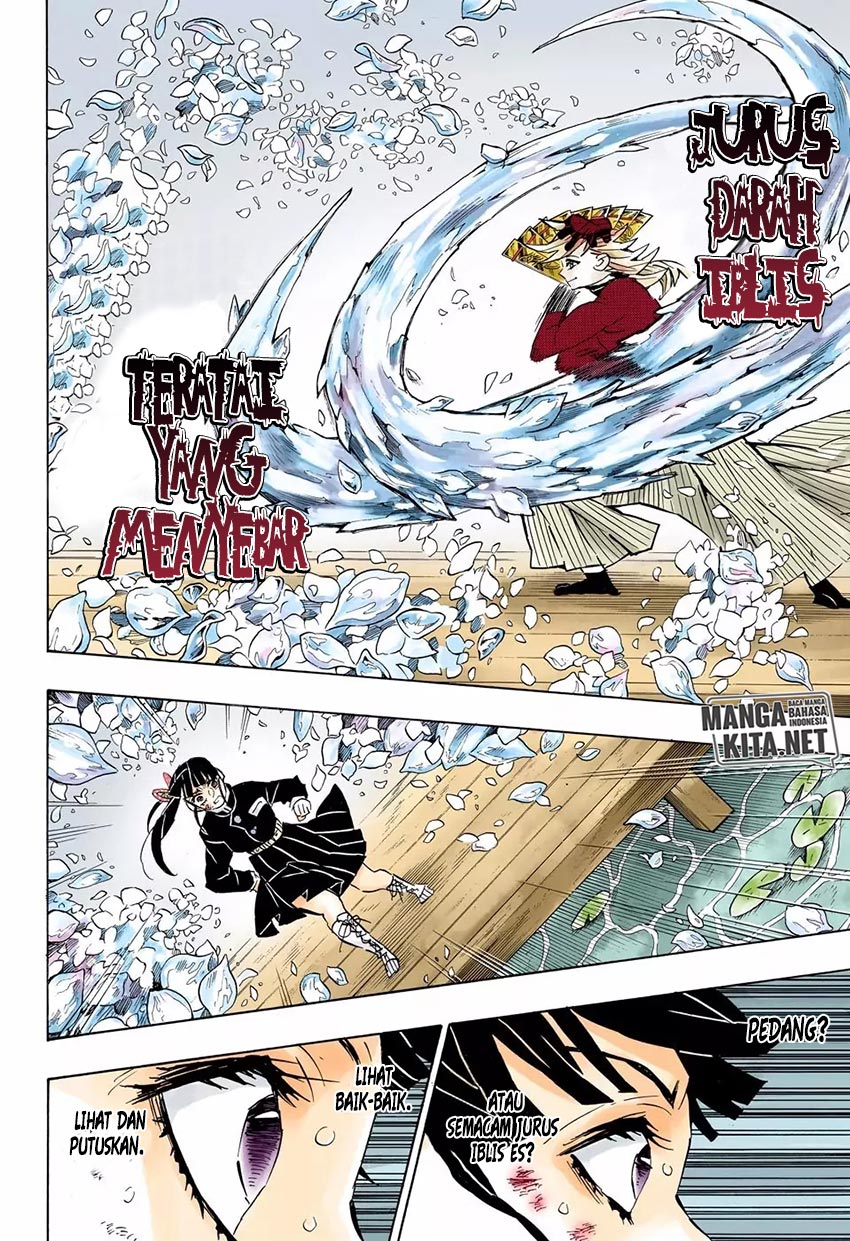 JURUS
DARAH
IBLIS
TERATAI
YANG
MENYEBAR
MANGA
BACA MANGA
BAHASA
INDONESIA
KITA.NET
PEDANG?
ATAU
SEMACAM JURUS
IBLIS ES?
LIHAT
BAIK-BAIK.
LIHAT DAN
PUTUSKAN.